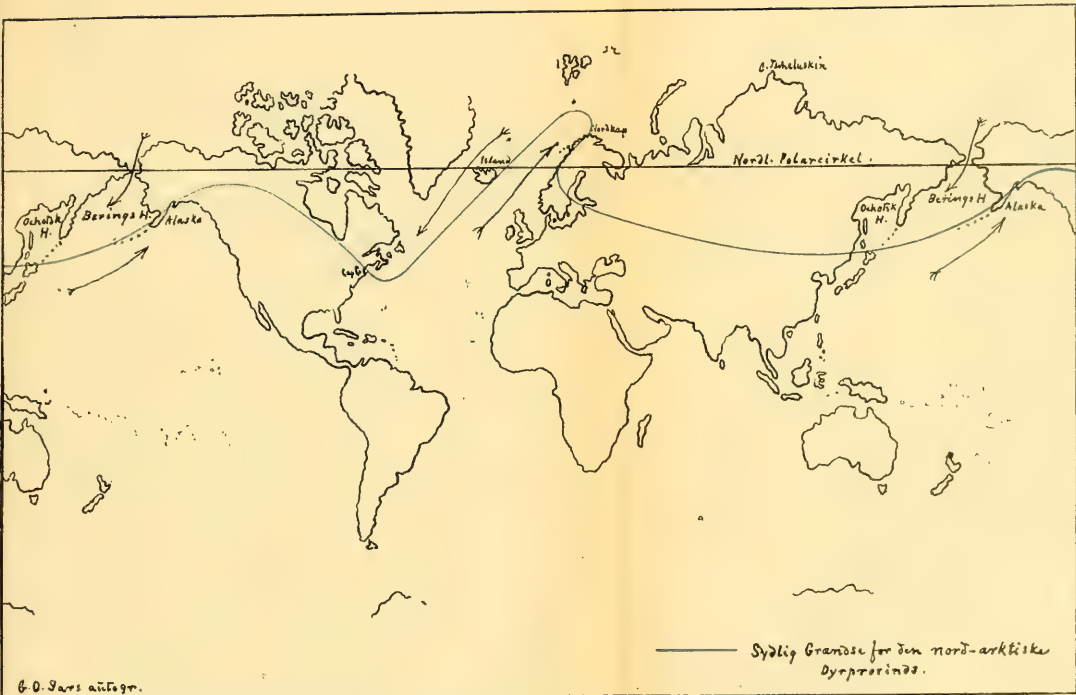 C. Tscheluskin
Nordkap
Island
Nordl. Polarcirkel.
Ochotsk
H.
Berings H.
Alaska
Ochotsk
H.
Berings H
Alaska
Sydlig Grændse for den nord-arktiske
Dyrprovinds.
G. O. Sars autogr.